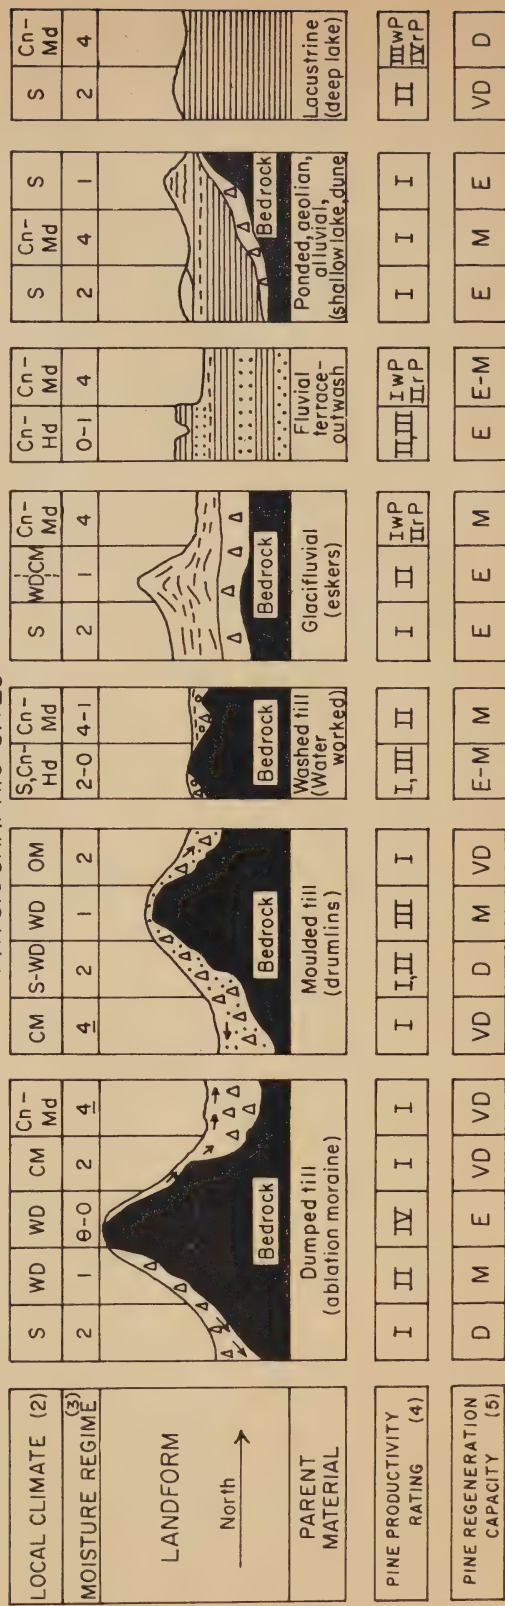 LOCAL CLIMATE (2) S WD WD CM Cn-Md CM S-WD WD OM S,Cn-Hd Cn-Md S WD CM Cn-Md Cn-Hd Cn-Md S Cn-Md S S Cn-Md
MOISTURE REGIME (3) 2 1 θ-0 2 4 4 2 1 2 2-0 4-1 2 1 4 0-1 4 2 4 1 2 4
LANDFORM
North
Bedrock
Bedrock
Bedrock
Bedrock
Bedrock
PARENT
MATERIAL
Dumped till
(ablation moraine)
Moulded till
(drumlins)
Washed till
(Water
worked)
Glacifluvial
(eskers)
Fluvial
terrace-
outwash
Ponded, aeolian,
alluvial,
(shallow lake, dune
Lacustrine
(deep lake)
PINE PRODUCTIVITY
RATING (4)
I II IV I I I I,II III I I,III II I II IwP IIrP II,III IwP IIrP I I I II IIIwP IVrP
PINE REGENERATION
CAPACITY (5)
D M E VD VD VD D M VD E-M M E E M E E-M E M E VD D